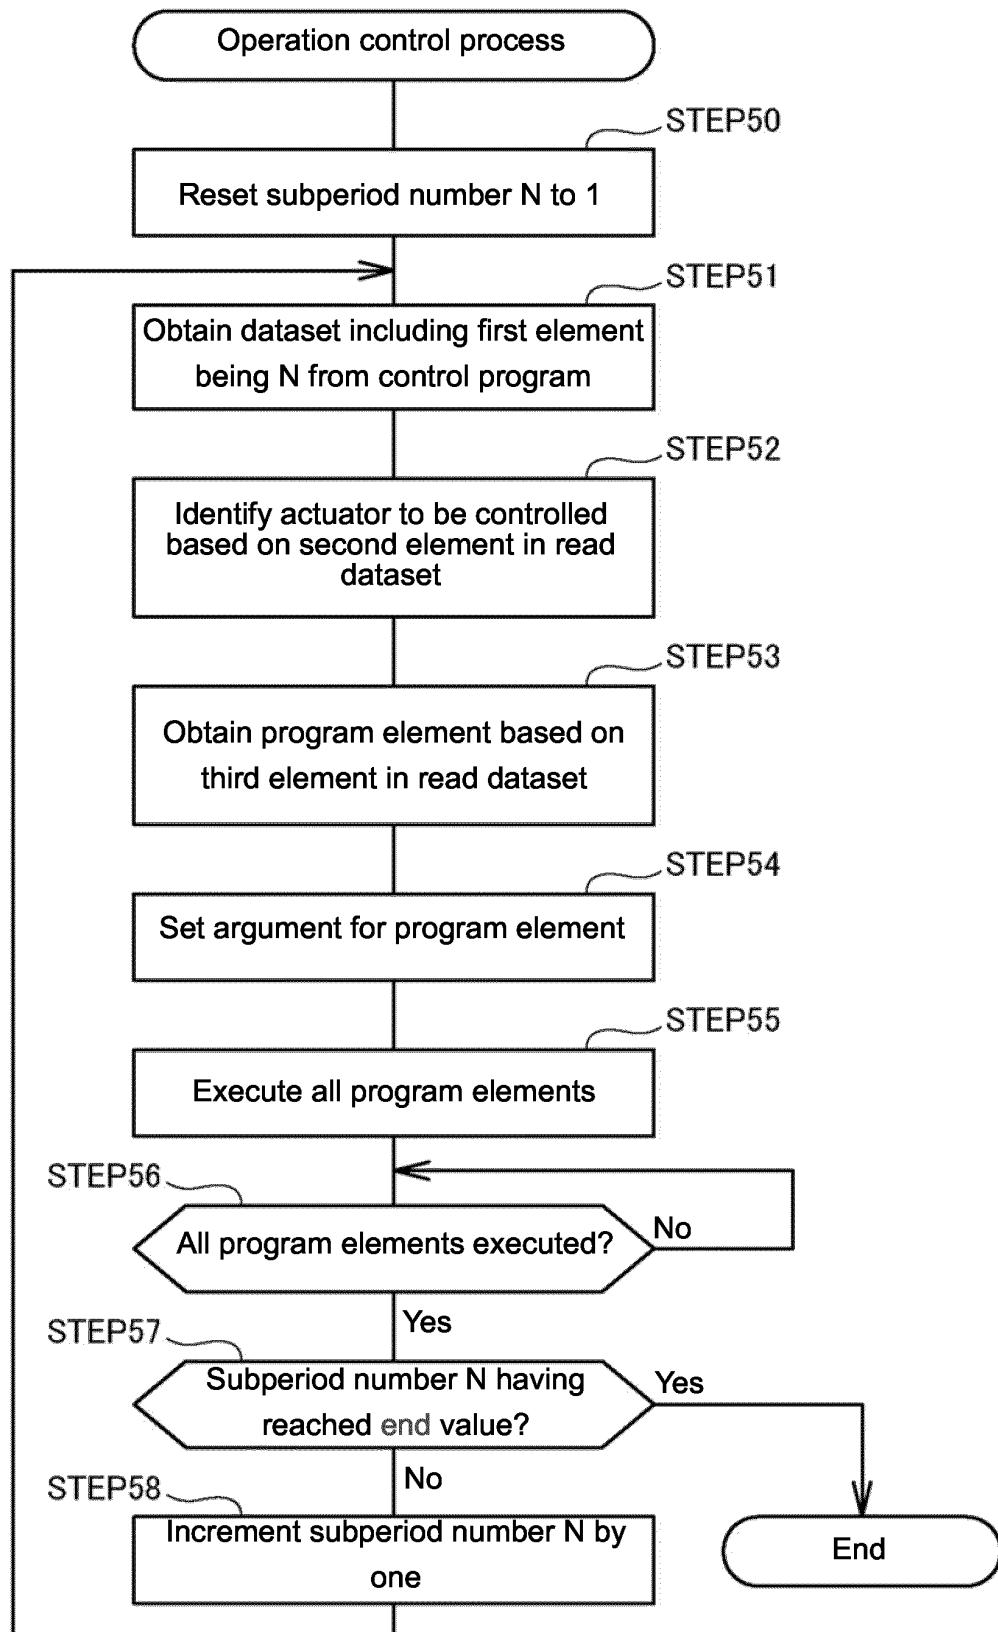 Operation control process
STEP50
Reset subperiod number N to 1
STEP51
Obtain dataset including first element
being N from control program
STEP52
Identify actuator to be controlled
based on second element in read
dataset
STEP53
Obtain program element based on
third element in read dataset
STEP54
Set argument for program element
STEP55
Execute all program elements
STEP56
All program elements executed?
No
Yes
STEP57
Subperiod number N having
reached end value?
Yes
No
STEP58
Increment subperiod number N by
one
End